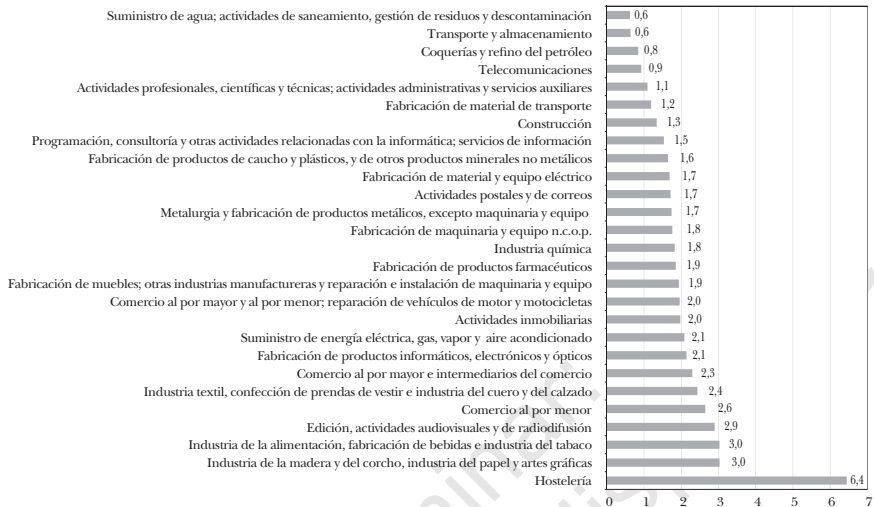 Suministro de agua; actividades de saneamiento, gestión de residuos y descontaminación 0,6
Transporte y almacenamiento 0,6
Coquerías y refino del petróleo 0,8
Telecomunicaciones 0,9
Actividades profesionales, científicas y técnicas; actividades administrativas y servicios auxiliares 1,1
Fabricación de material de transporte 1,2
Construcción 1,3
Programación, consultoría y otras actividades relacionadas con la informática; servicios de información 1,5
Fabricación de productos de caucho y plásticos, y de otros productos minerales no metálicos 1,6
Fabricación de material y equipo eléctrico 1,7
Actividades postales y de correos 1,7
Metalurgia y fabricación de productos metálicos, excepto maquinaria y equipo 1,7
Fabricación de maquinaria y equipo n.c.o.p. 1,8
Industria química 1,8
Fabricación de productos farmacéuticos 1,9
Fabricación de muebles; otras industrias manufactureras y reparación e instalación de maquinaria y equipo 1,9
Comercio al por mayor y al por menor; reparación de vehículos de motor y motocicletas 2,0
Actividades inmobiliarias 2,0
Suministro de energía eléctrica, gas, vapor y aire acondicionado 2,1
Fabricación de productos informáticos, electrónicos y ópticos 2,1
Comercio al por mayor e intermediarios del comercio 2,3
Industria textil, confección de prendas de vestir e industria del cuero y del calzado 2,4
Comercio al por menor 2,6
Edición, actividades audiovisuales y de radiodifusión 2,9
Industria de la alimentación, fabricación de bebidas e industria del tabaco 3,0
Industria de la madera y del corcho, industria del papel y artes gráficas 3,0
Hostelería 6,4
0 1 2 3 4 5 6 7